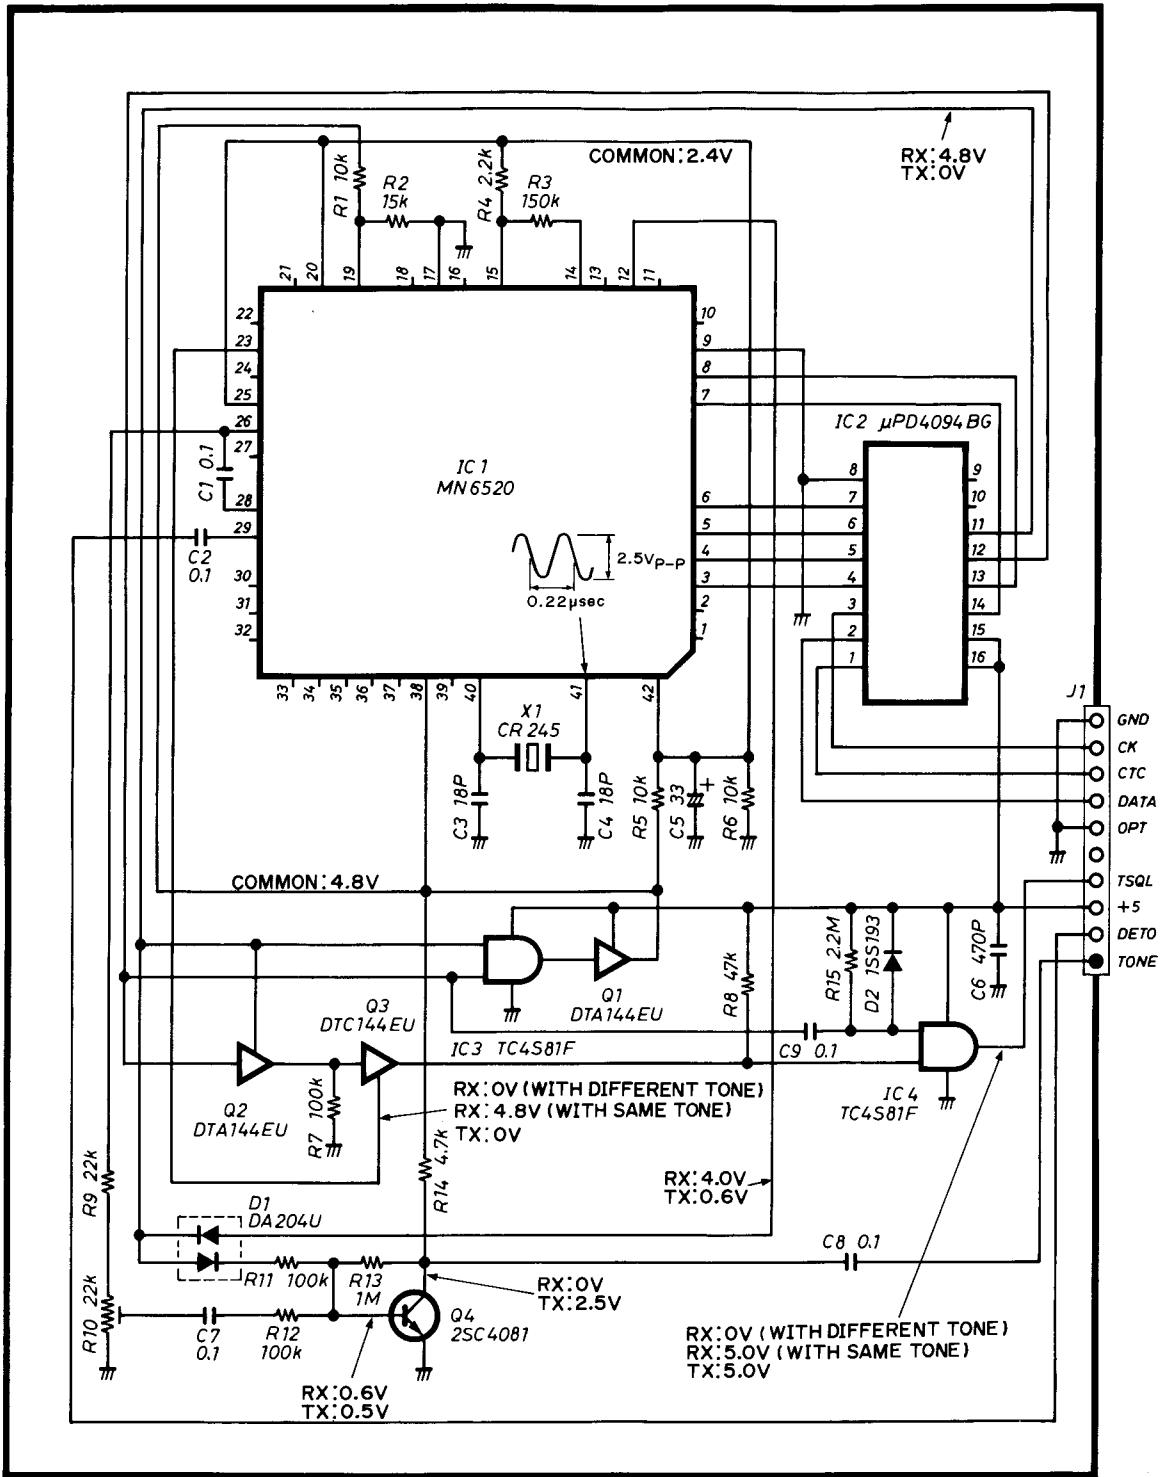 RX:4.8V
TX:0V
COMMON:2.4V
R1 10k
R2
15k
R4 2.2k
R3
150k
21
20
19
18
17
16
15
14
13
12
11
22
23
24
25
26
27
28
29
30
31
32
10
9
8
7
6
5
4
3
2
1
C1 0.1
C2
0.1
IC1
MN6520
2.5VP-P
0.22µsec
IC2 µPD4094BG
8
7
6
5
4
3
2
1
9
10
11
12
13
14
15
16
33
34
35
36
37
38
39
40
41
42
X1
CR 245
C3 18P
C4 18P
R5 10k
C5 33
+
R6 10k
J1
GND
CK
CTC
DATA
OPT
TSQL
+5
DETO
TONE
COMMON:4.8V
Q1
DTA144EU
R8 47k
R15 2.2M
D2 1SS193
C6 470P
Q3
DTC144EU
IC3 TC4S81F
C9 0.1
IC4
TC4S81F
Q2
DTA144EU
R7 100k
RX:0V (WITH DIFFERENT TONE)
RX:4.8V (WITH SAME TONE)
TX:0V
R14 4.7k
RX:4.0V
TX:0.6V
R9 22k
D1
DA204U
C8 0.1
R11 100k
R13
1M
RX:0V
TX:2.5V
R10 22k
C7
0.1
R12
100k
Q4
2SC4081
RX:0.6V
TX:0.5V
RX:0V (WITH DIFFERENT TONE)
RX:5.0V (WITH SAME TONE)
TX:5.0V